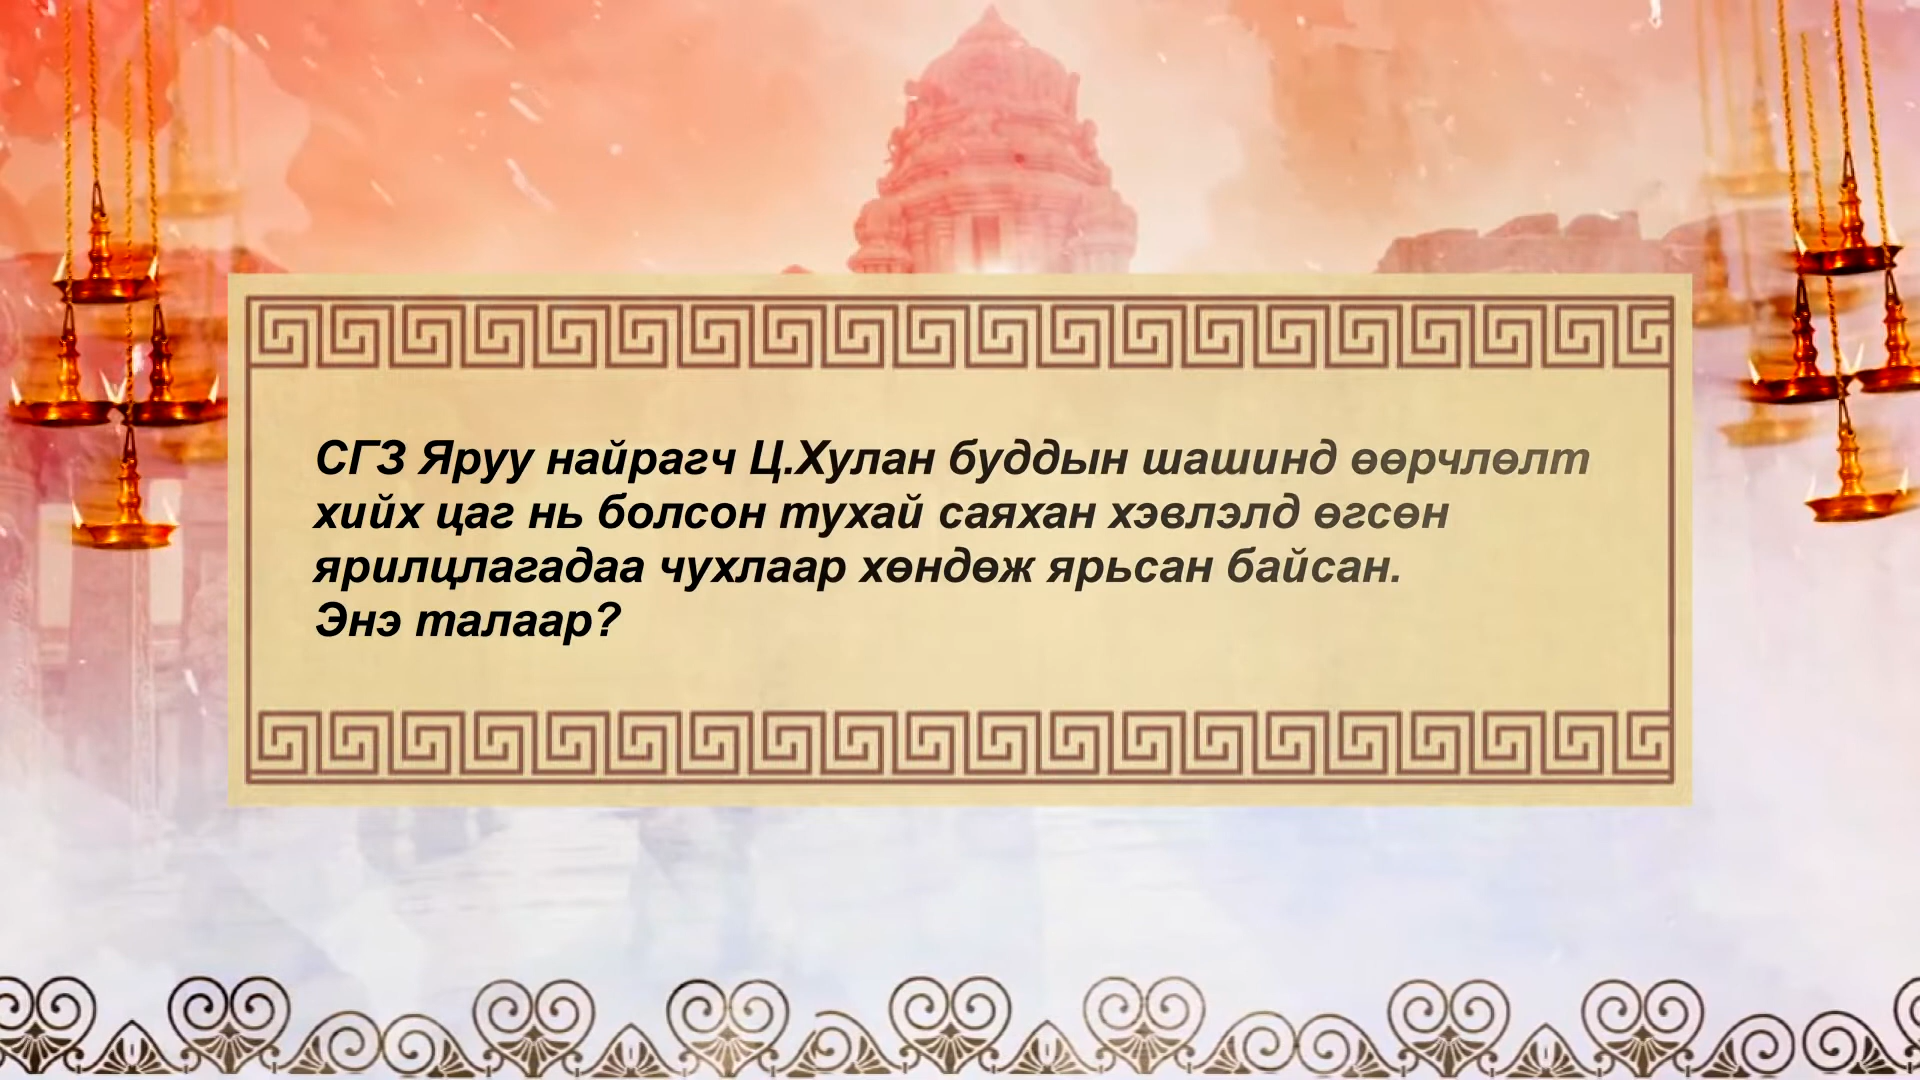 СГЗ Яруу найрагч Ц.Хулан буддын шашинд өөрчлөлт
хийх цаг нь болсон тухай саяхан хэвлэлд өгсөн
ярилцлагадаа чухлаар хөндөж ярьсан байсан.
Энэ талаар?